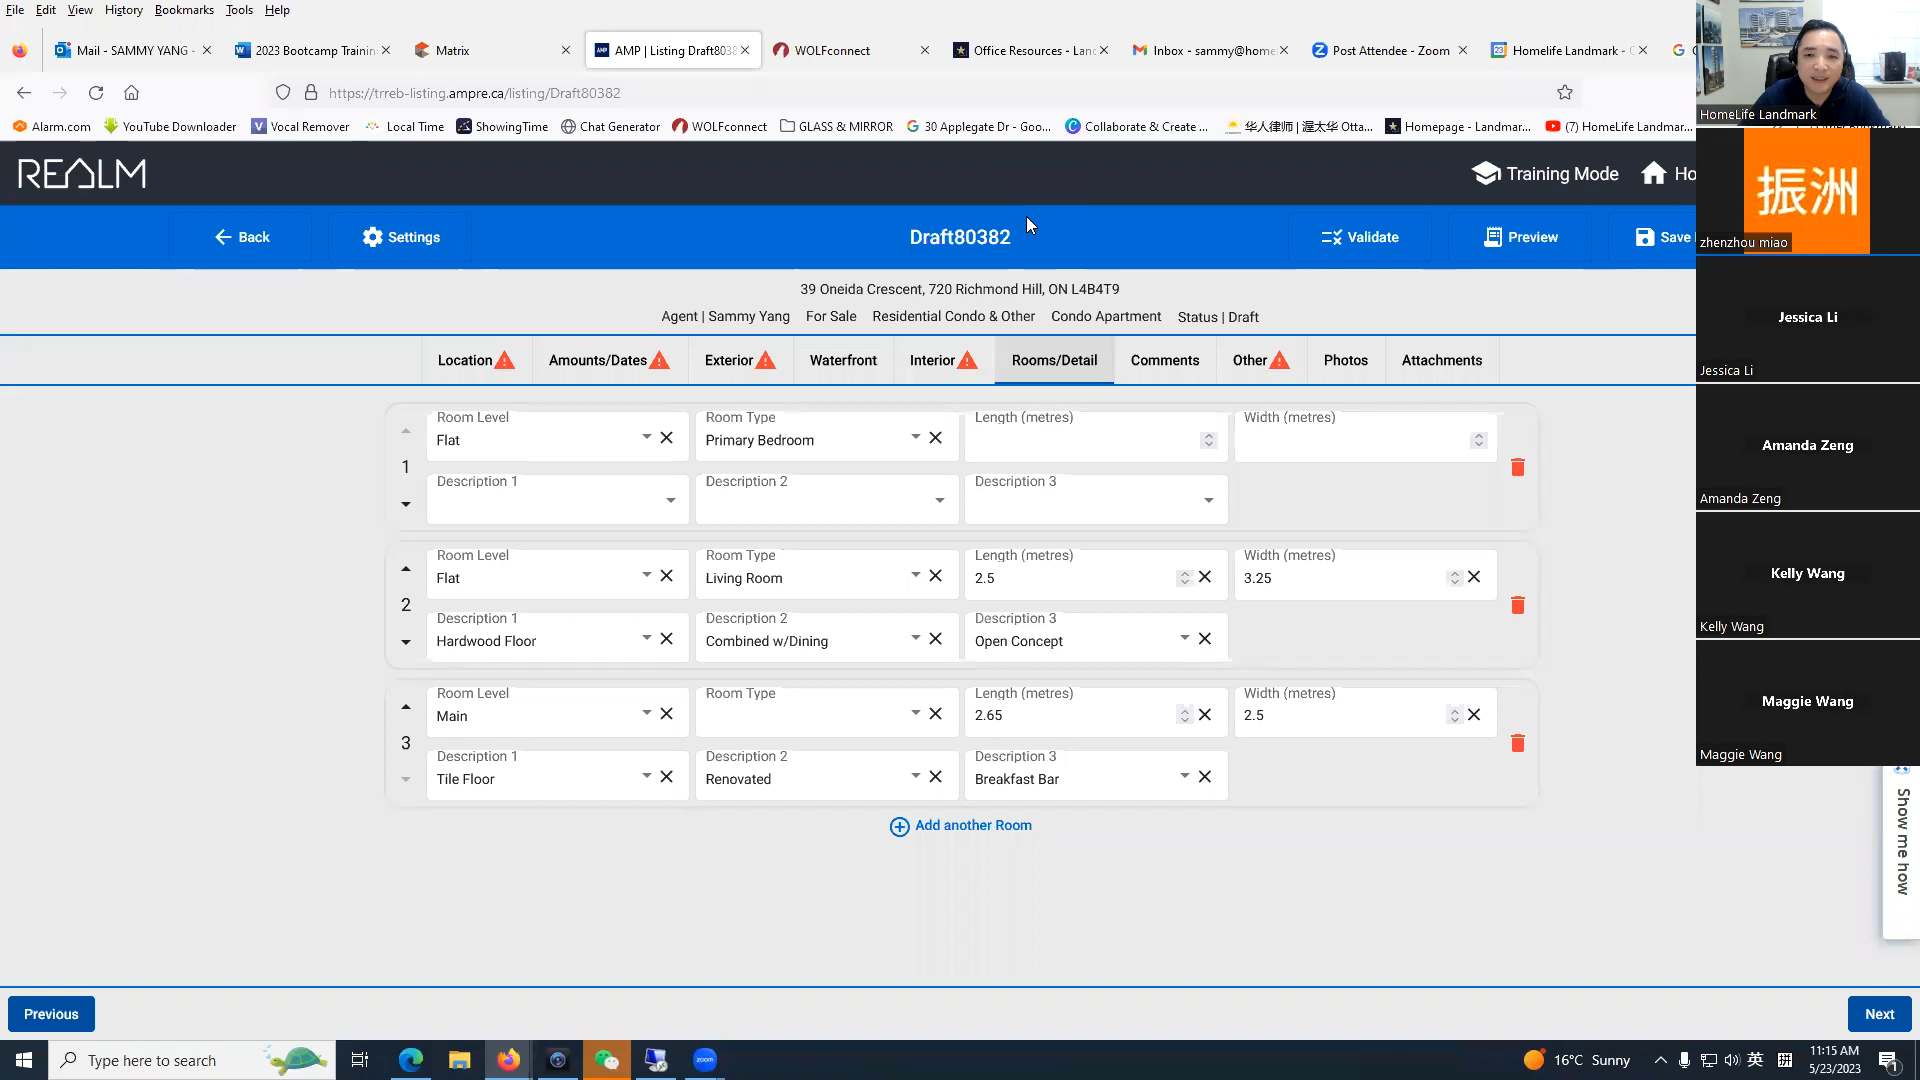 File Edit View History Bookmarks Tools Help
Mail - SAMMY YANG -
2023 Bootcamp Trainin
Matrix
AMP | Listing Draft8038
WOLFconnect
Office Resources - Lan
Inbox - sammy@home
Post Attendee - Zoom
Homelife Landmark -
https://trreb-listing.ampre.ca/listing/Draft80382
Alarm.com YouTube Downloader Vocal Remover Local Time ShowingTime Chat Generator WOLFconnect GLASS & MIRROR 30 Applegate Dr - Goo... Collaborate & Create ... 华人律师 | 渥太华 Otta... Homepage - Landmar... (7) HomeLife Landmar...
HomeLife Landmark
REALM
Training Mode
Ho
振洲
zhenzhou miao
Back
Settings
Draft80382
Validate
Preview
Save
39 Oneida Crescent, 720 Richmond Hill, ON L4B4T9
Agent | Sammy Yang For Sale Residential Condo & Other Condo Apartment Status | Draft
Jessica Li
Jessica Li
Location Amounts/Dates Exterior Waterfront Interior Rooms/Detail Comments Other Photos Attachments
1
Room Level Room Type Length (metres) Width (metres)
Flat Primary Bedroom
Description 1 Description 2 Description 3
Amanda Zeng
Amanda Zeng
2
Room Level Room Type Length (metres) Width (metres)
Flat Living Room 2.5 3.25
Description 1 Description 2 Description 3
Hardwood Floor Combined w/Dining Open Concept
Kelly Wang
Kelly Wang
3
Room Level Room Type Length (metres) Width (metres)
Main 2.65 2.5
Description 1 Description 2 Description 3
Tile Floor Renovated Breakfast Bar
Maggie Wang
Maggie Wang
Add another Room
Show me how
Previous
Next
Type here to search
zoom
16°C Sunny
英
拼
11:15 AM
5/23/2023
1